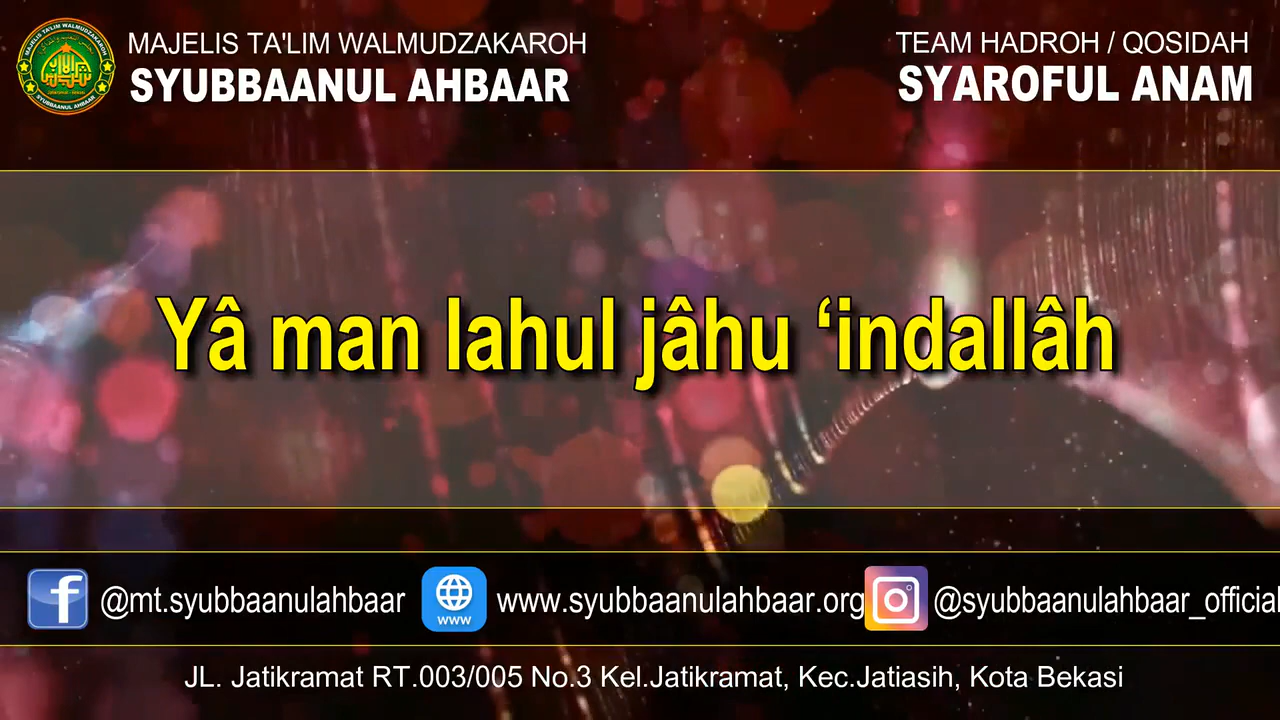 MAJELIS TA'LIM WALMUDZAKAROH
SYUBBAANUL AHBAAR
TEAM HADROH / QOSIDAH
SYAROFUL ANAM
Yâ man lahul jâhu ‘indallâh
@mt.syubbaanulahbaar
www
www.syubbaanulahbaar.org
@syubbaanulahbaar_official
JL. Jatikramat RT.003/005 No.3 Kel.Jatikramat, Kec.Jatiasih, Kota Bekasi